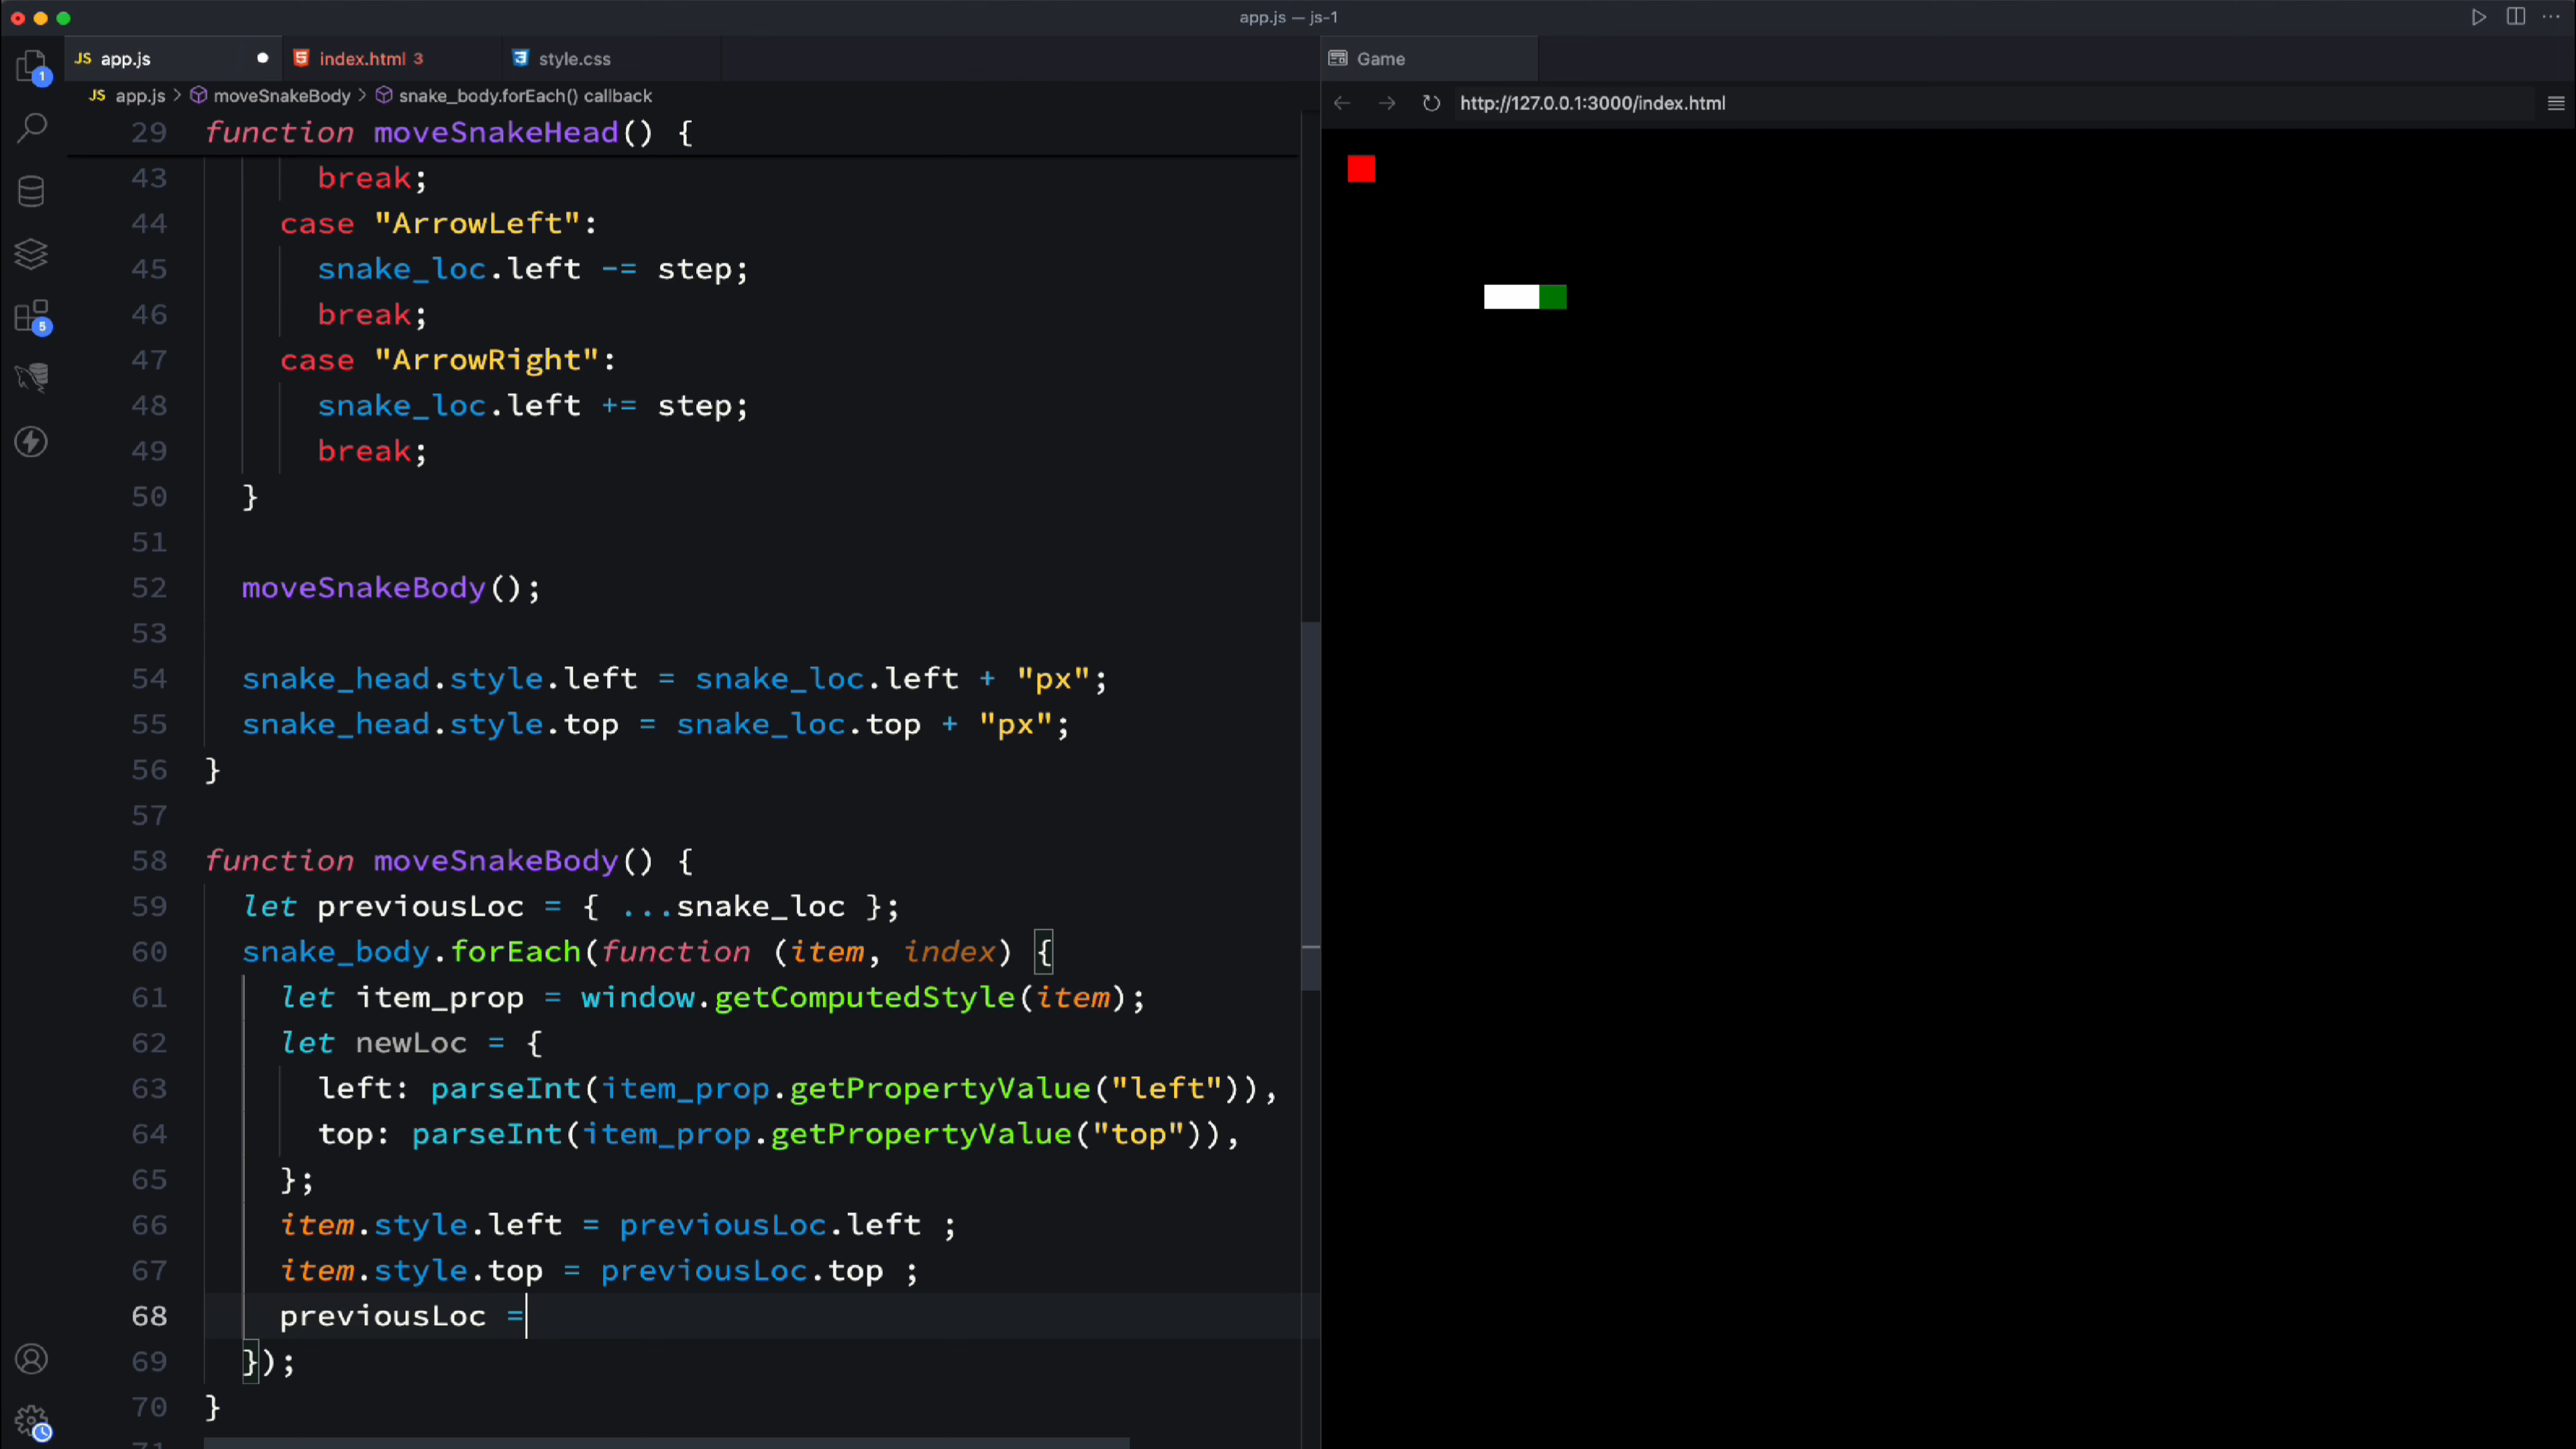 app.js — js-1
JS app.js index.html 3 style.css
Game
JS app.js > moveSnakeBody > snake_body.forEach() callback
http://127.0.0.1:3000/index.html
1
5
29 function moveSnakeHead() {
43 break;
44 case "ArrowLeft":
45 snake_loc.left -= step;
46 break;
47 case "ArrowRight":
48 snake_loc.left += step;
49 break;
50 }
51
52 moveSnakeBody();
53
54 snake_head.style.left = snake_loc.left + "px";
55 snake_head.style.top = snake_loc.top + "px";
56 }
57
58 function moveSnakeBody() {
59 let previousLoc = { ...snake_loc };
60 snake_body.forEach(function (item, index) {
61 let item_prop = window.getComputedStyle(item);
62 let newLoc = {
63 left: parseInt(item_prop.getPropertyValue("left")),
64 top: parseInt(item_prop.getPropertyValue("top")),
65 };
66 item.style.left = previousLoc.left ;
67 item.style.top = previousLoc.top ;
68 previousLoc =
69 });
70 }
71